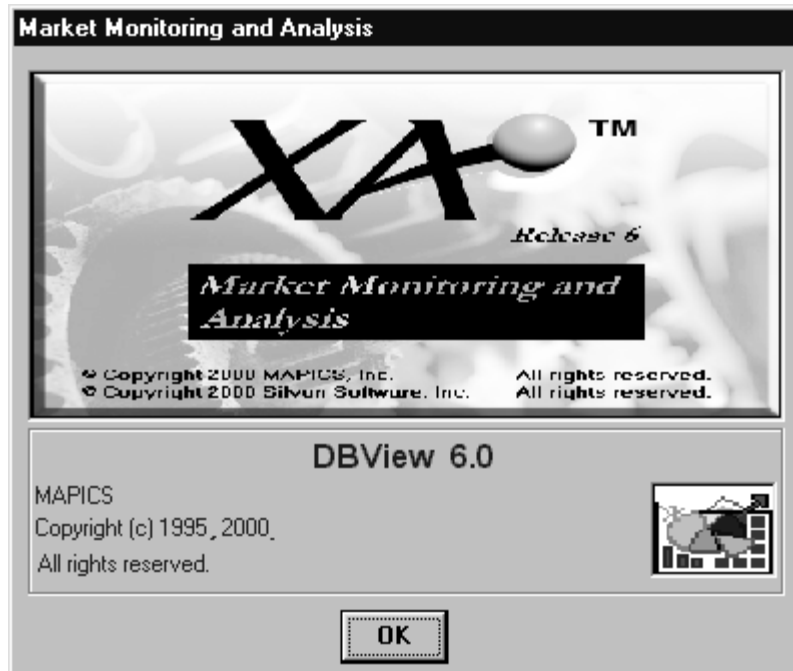 Market Monitoring and Analysis
XA TM
Release 6
Market Monitoring and
Analysis
© Copyright 2000 MAPICS, Inc. All rights reserved.
© Copyright 2000 Silvon Software, Inc. All rights reserved.
DBView 6.0
MAPICS
Copyright (c) 1995, 2000,
All rights reserved.
OK